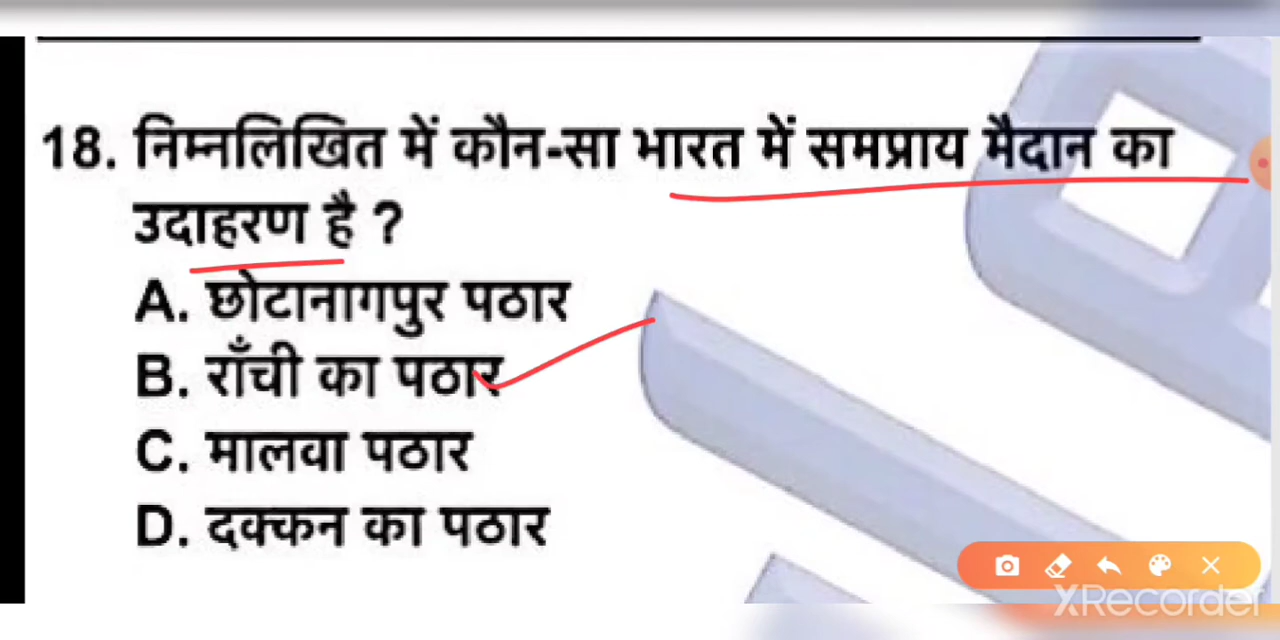 18. निम्नलिखित में कौन-सा भारत में समप्राय मैदान का
उदाहरण है ?
A. छोटानागपुर पठार
B. राँची का पठार
C. मालवा पठार
D. दक्कन का पठार
XRecorder